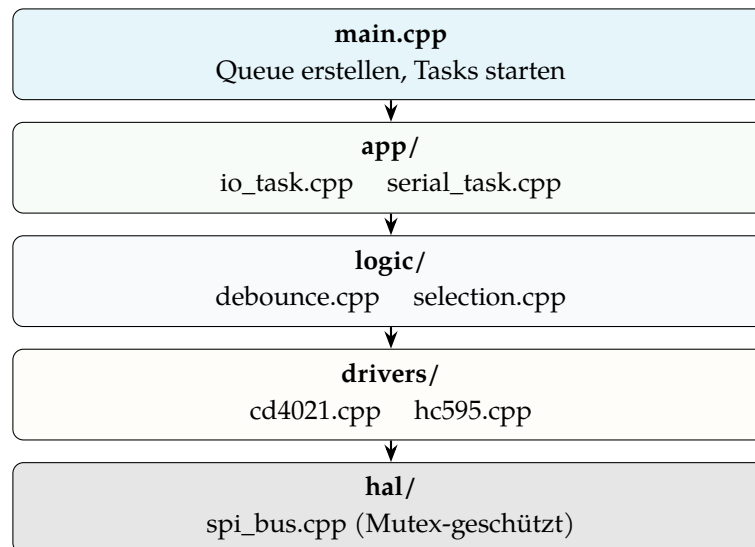 main.cpp
Queue erstellen, Tasks starten
app/
io_task.cpp serial_task.cpp
logic/
debounce.cpp selection.cpp
drivers/
cd4021.cpp hc595.cpp
hal/
spi_bus.cpp (Mutex-geschützt)